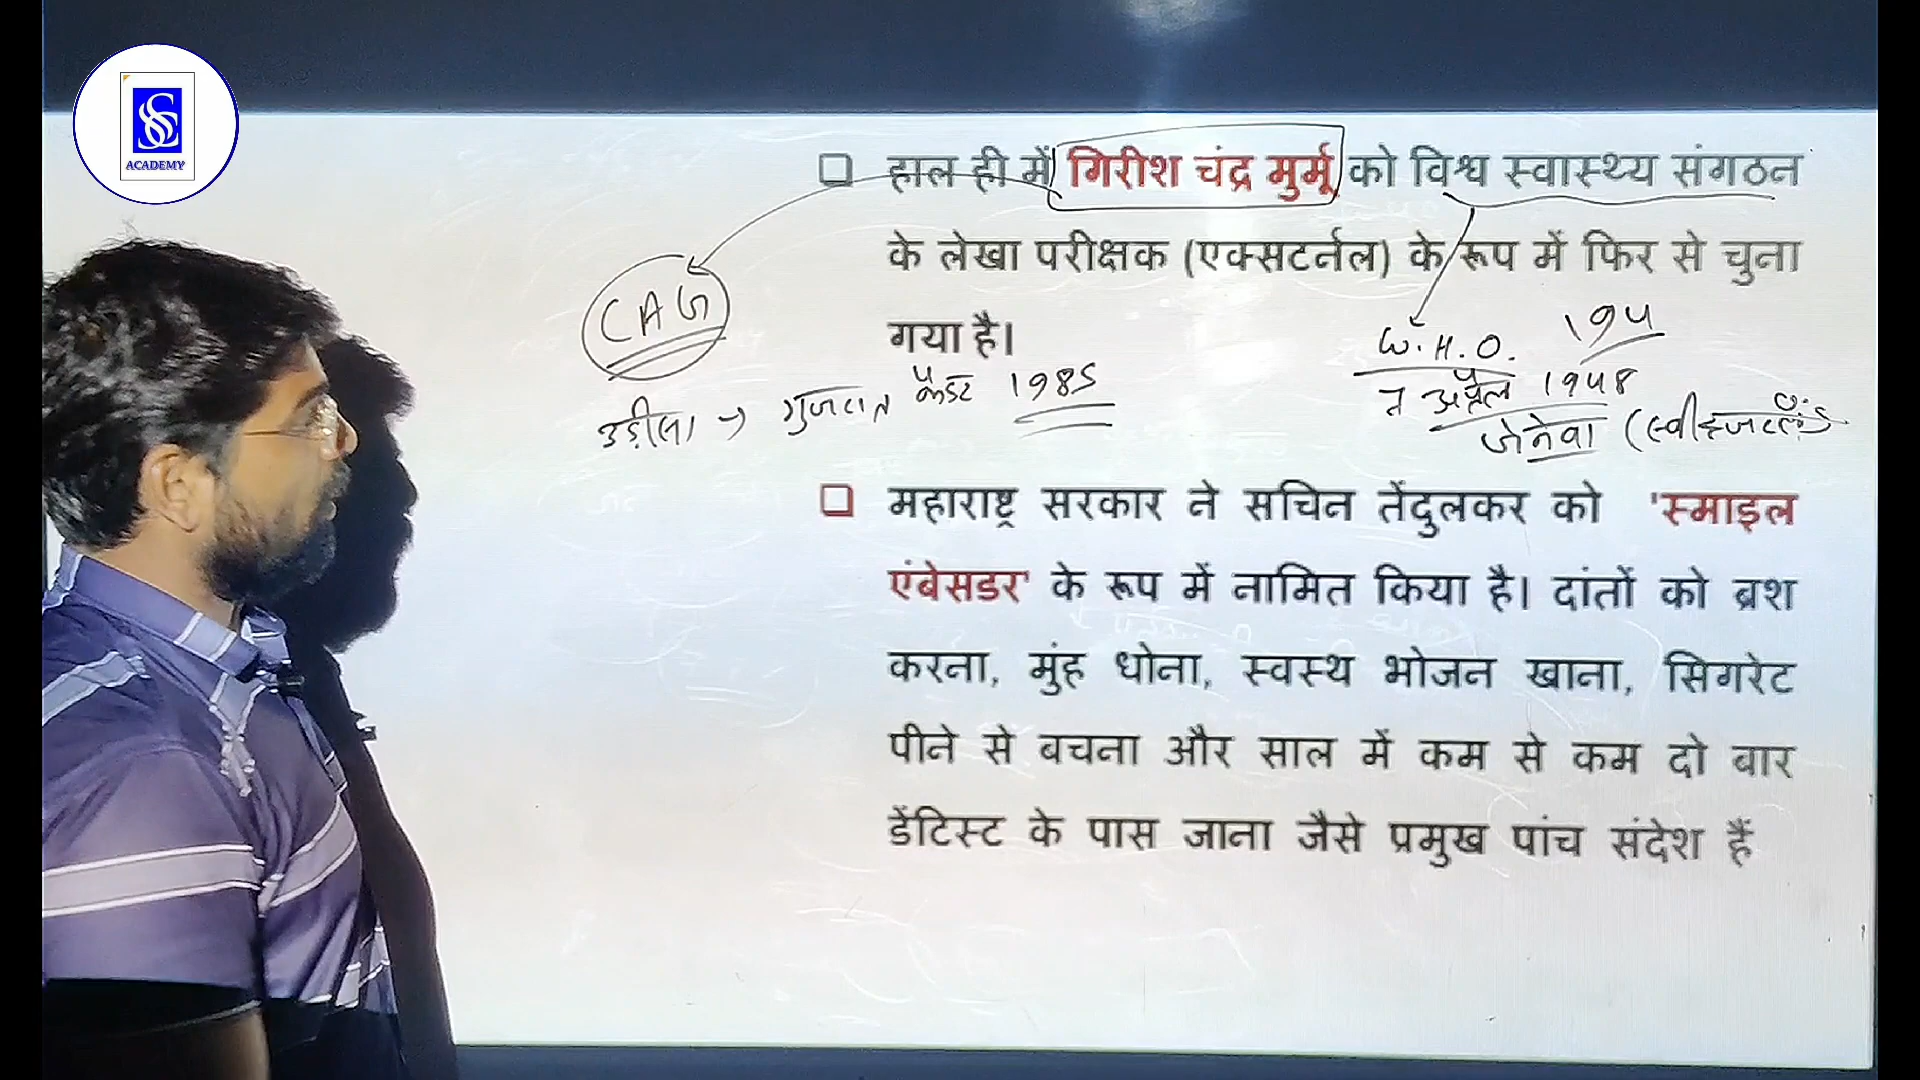 SSC
ACADEMY
❑ हाल ही में गिरीश चंद्र मुर्मू को विश्व स्वास्थ्य संगठन
के लेखा परीक्षक (एक्सटर्नल) के रूप में फिर से चुना
गया है।
CAG
W.H.O. 194
7 अप्रैल 1948
उड़ीसा → गुजरात कैडर 1985
जेनेवा (स्वीट्जरलैंड
❑ महाराष्ट्र सरकार ने सचिन तेंदुलकर को 'स्माइल
एंबेसडर' के रूप में नामित किया है। दांतों को ब्रश
करना, मुंह धोना, स्वस्थ भोजन खाना, सिगरेट
पीने से बचना और साल में कम से कम दो बार
डेंटिस्ट के पास जाना जैसे प्रमुख पांच संदेश हैं